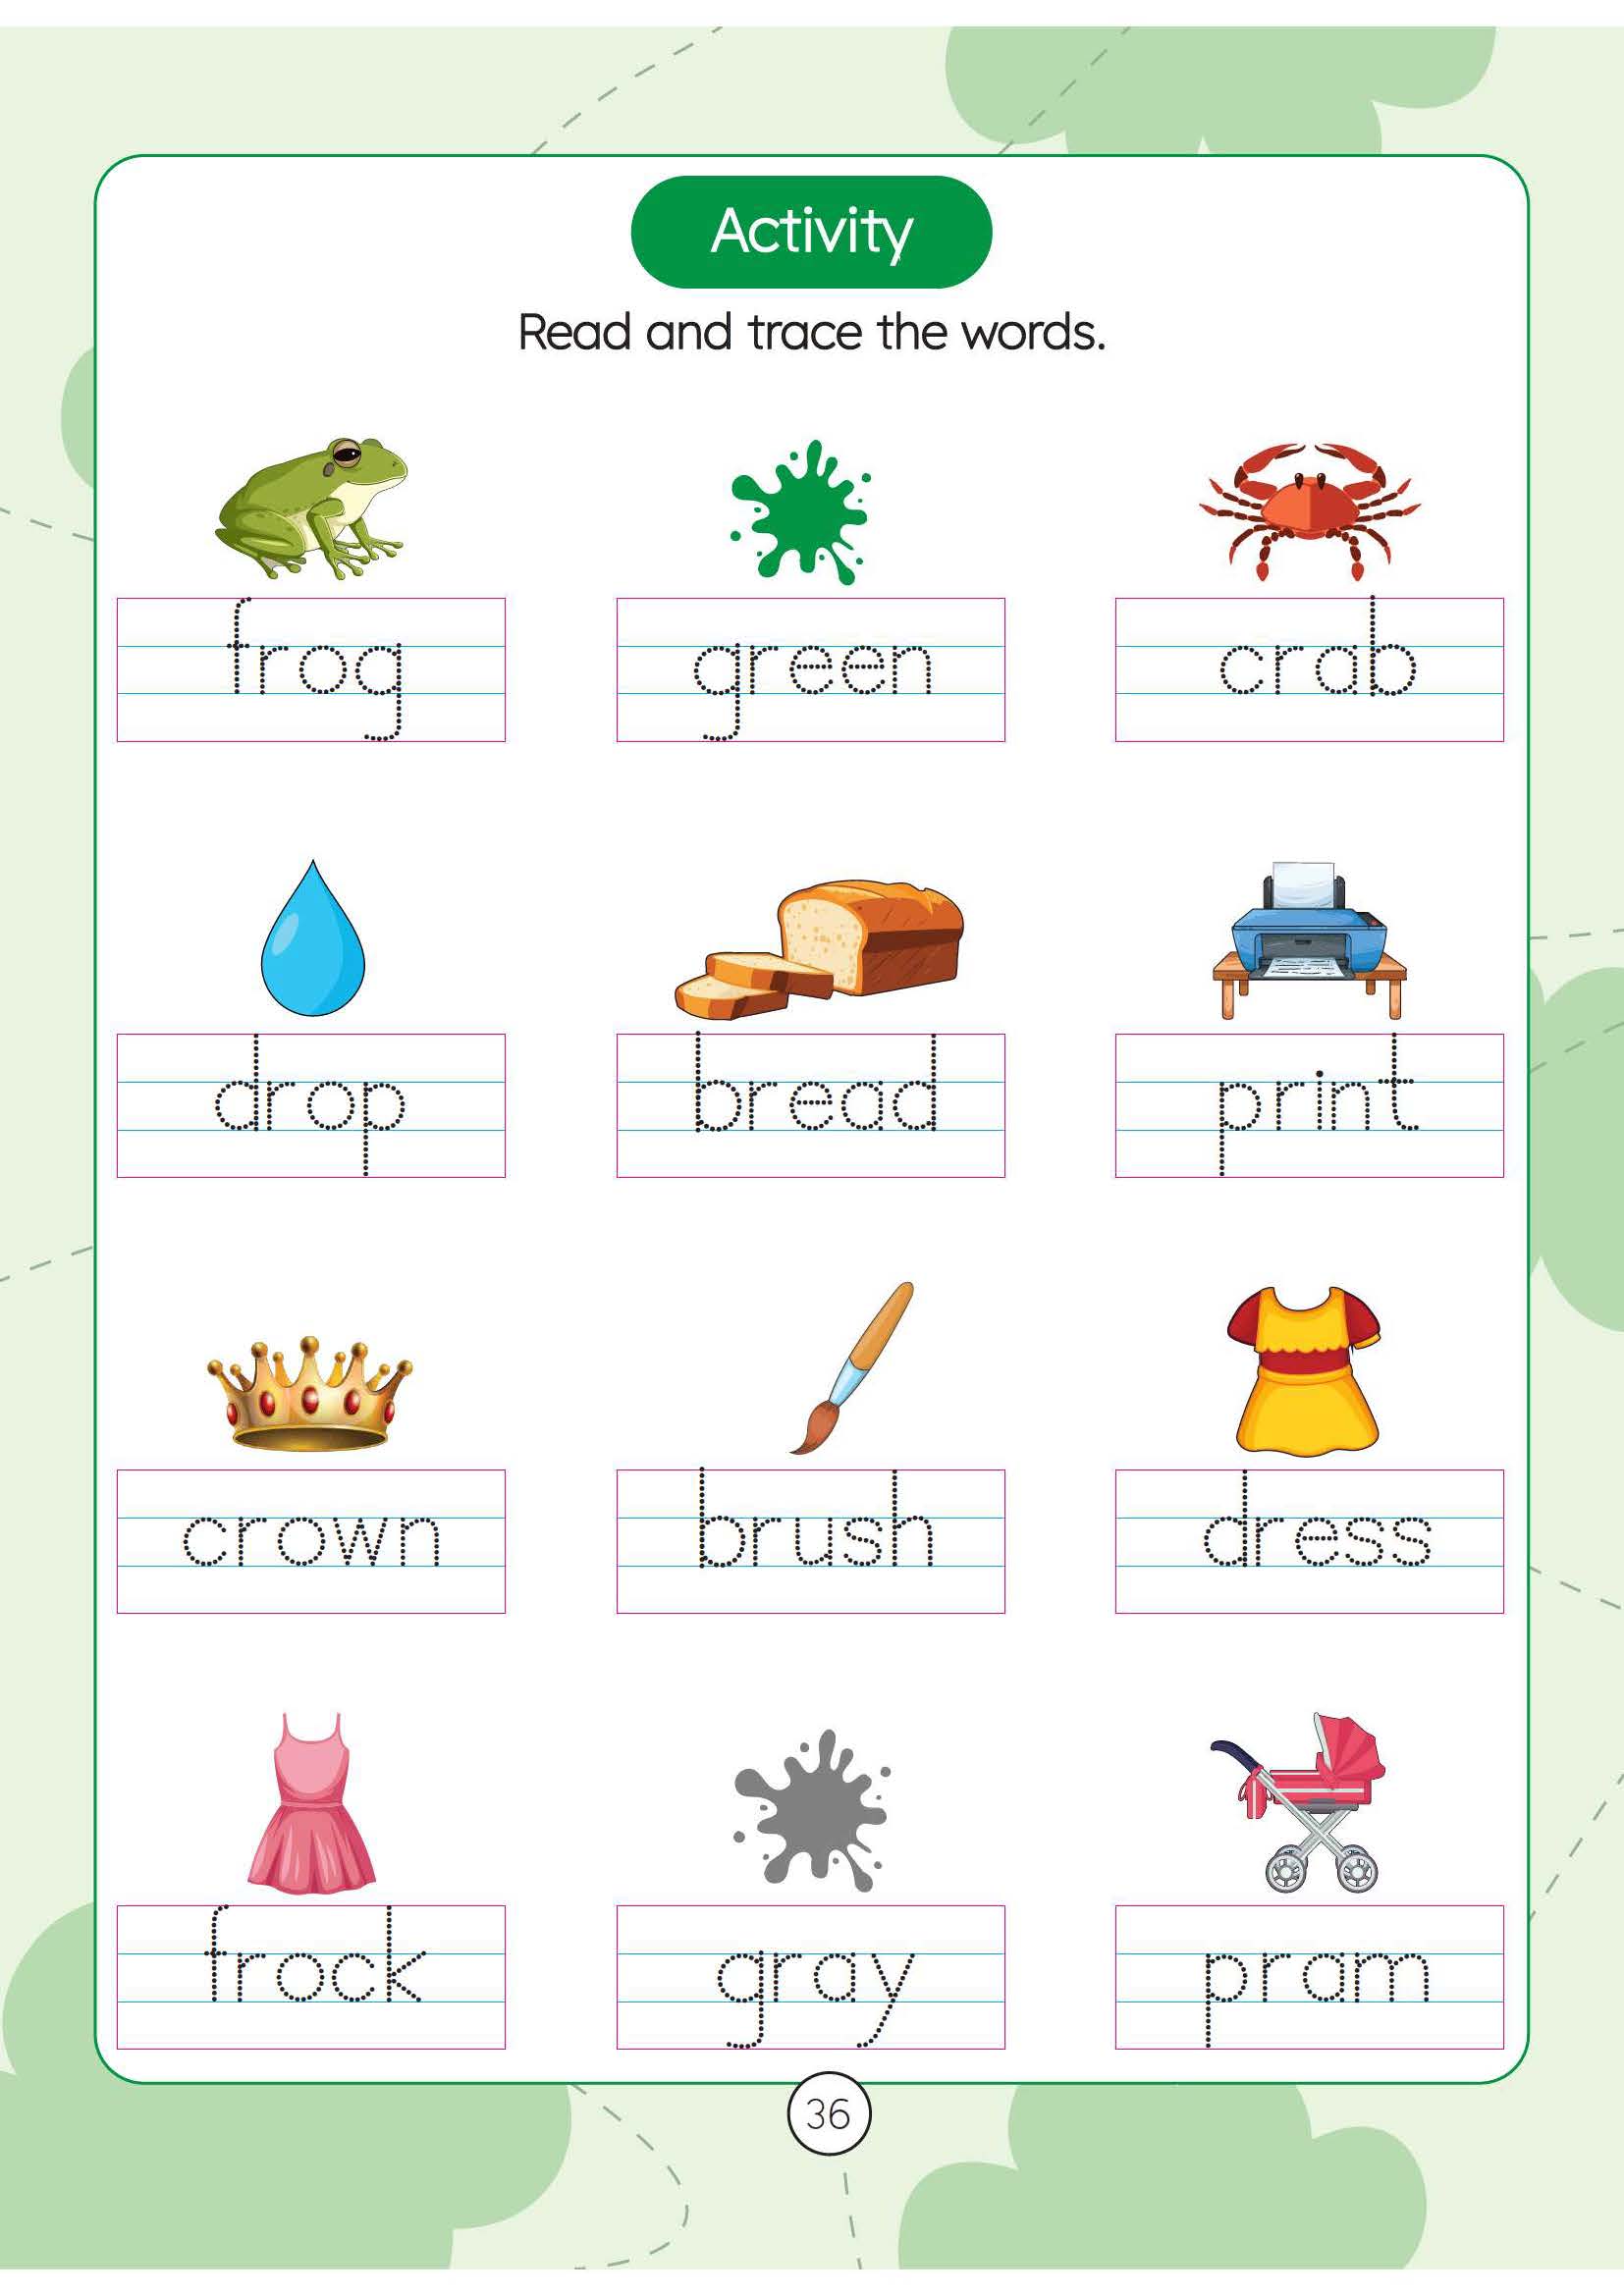 Activity
Read and trace the words.
frog green crab
drop bread print
crown brush dress
frock gray pram
36